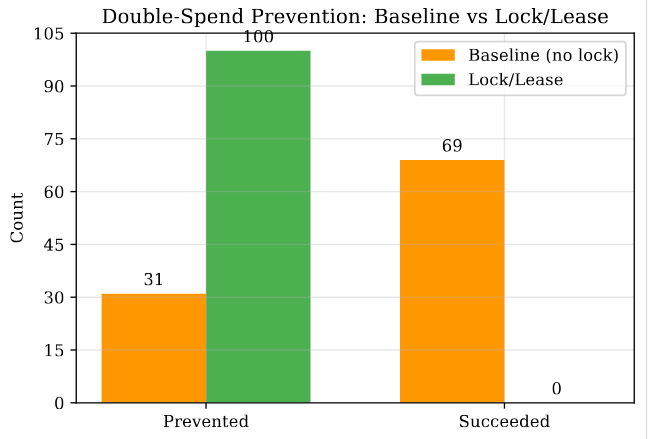 Double-Spend Prevention: Baseline vs Lock/Lease
105
90
75
60
45
30
15
0
Count
100
31
69
0
Baseline (no lock)
Lock/Lease
Prevented
Succeeded